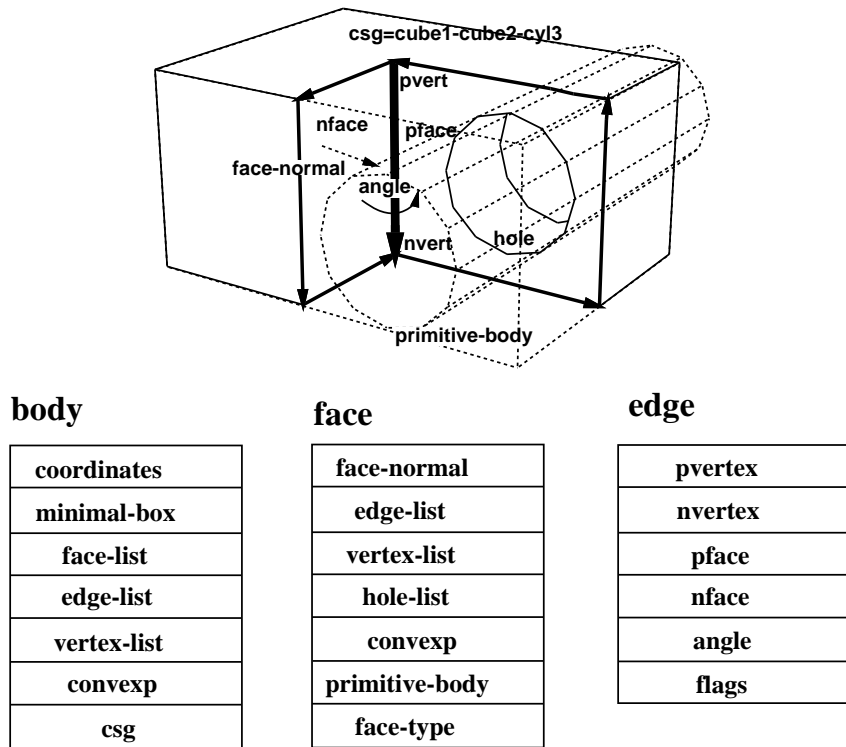 csg=cube1-cube2-cyl3
pvert
nface
pface
face-normal
angle
nvert
hole
primitive-body
body
coordinates
minimal-box
face-list
edge-list
vertex-list
convexp
csg
face
face-normal
edge-list
vertex-list
hole-list
convexp
primitive-body
face-type
edge
pvertex
nvertex
pface
nface
angle
flags